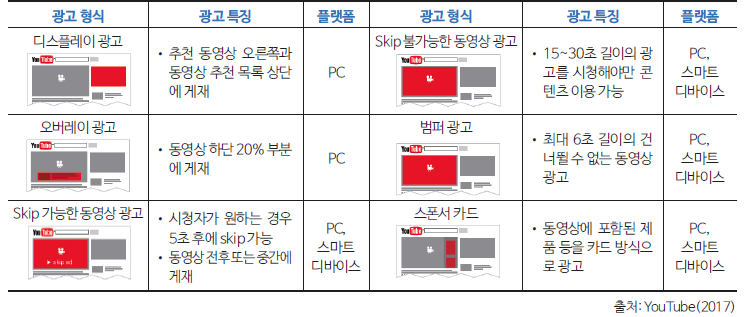 광고 형식 광고 특징 플랫폼 광고 형식 광고 특징 플랫폼
디스플레이 광고
YouTube
• 추천 동영상 오른쪽과
동영상 추천 목록 상단
에 게재
PC
Skip 불가능한 동영상 광고
YouTube
• 15~30초 길이의 광
고를 시청해야만 콘
텐츠 이용 가능
PC,
스마트
디바이스
오버레이 광고
YouTube
• 동영상 하단 20% 부분
에 게재
PC
범퍼 광고
YouTube
• 최대 6초 길이의 건
너뛸 수 없는 동영상
광고
PC,
스마트
디바이스
Skip 가능한 동영상 광고
YouTube
skip ad
• 시청자가 원하는 경우
5초 후에 skip 가능
• 동영상 전후 또는 중간에
게재
PC,
스마트
디바이스
스폰서 카드
YouTube
• 동영상에 포함된 제
품 등을 카드 방식으
로 광고
PC,
스마트
디바이스
출처: YouTube(2017)